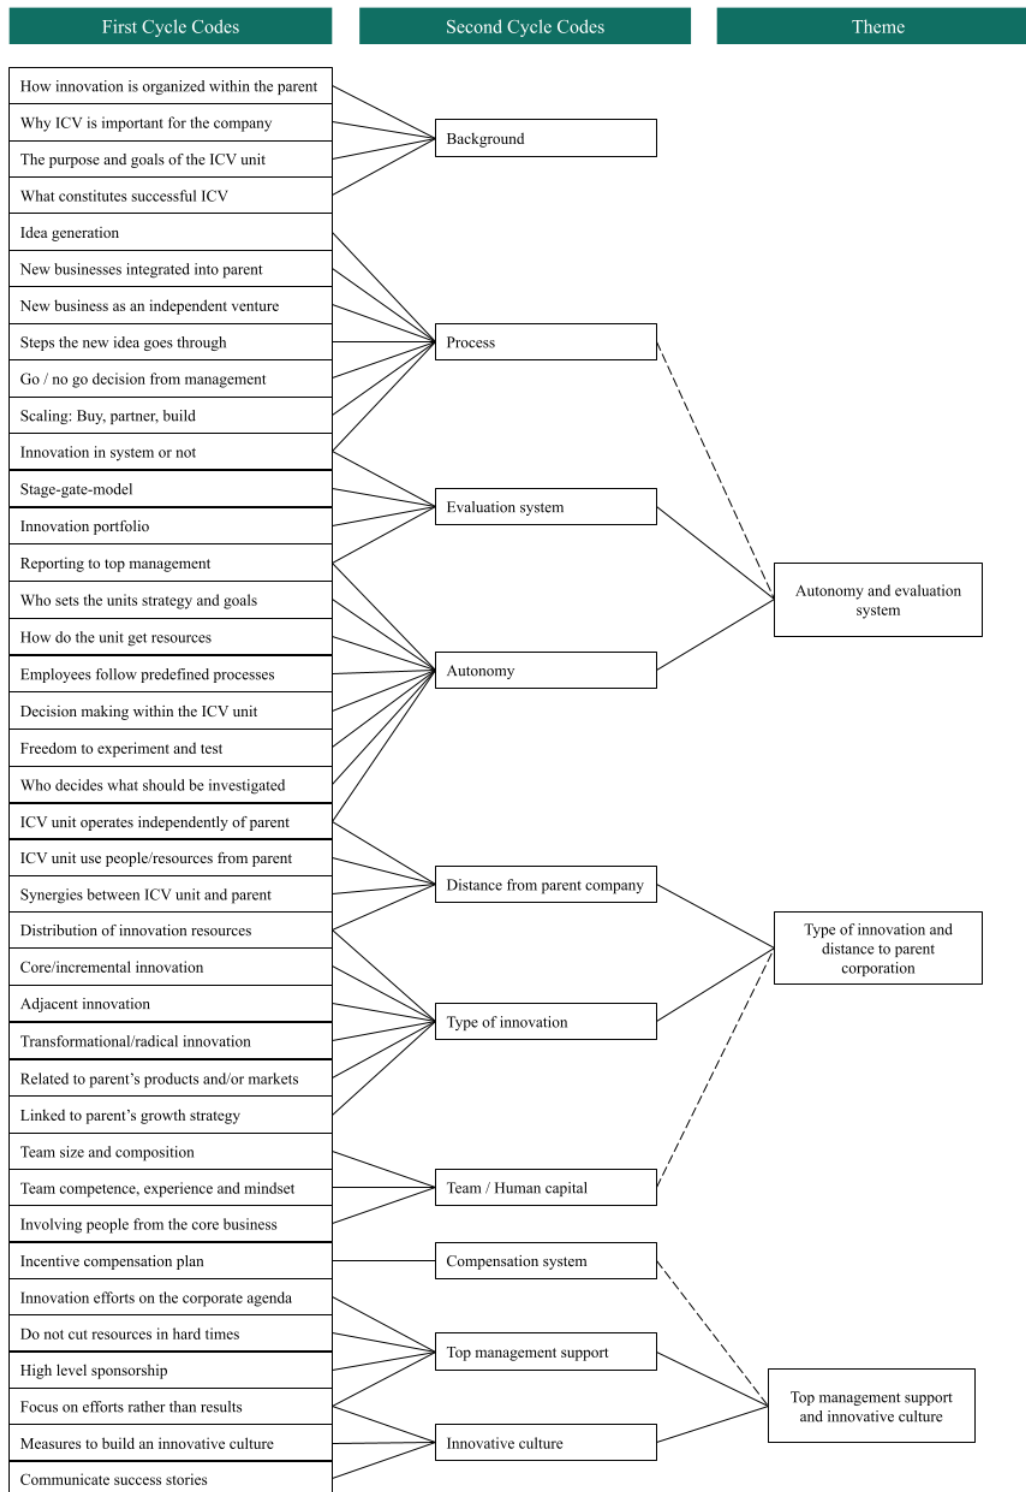 First Cycle Codes
Second Cycle Codes
Theme
How innovation is organized within the parent
Why ICV is important for the company
The purpose and goals of the ICV unit
What constitutes successful ICV
Idea generation
New businesses integrated into parent
New business as an independent venture
Steps the new idea goes through
Go / no go decision from management
Scaling: Buy, partner, build
Innovation in system or not
Stage-gate-model
Innovation portfolio
Reporting to top management
Who sets the units strategy and goals
How do the unit get resources
Employees follow predefined processes
Decision making within the ICV unit
Freedom to experiment and test
Who decides what should be investigated
ICV unit operates independently of parent
ICV unit use people/resources from parent
Synergies between ICV unit and parent
Distribution of innovation resources
Core/incremental innovation
Adjacent innovation
Transformational/radical innovation
Related to parent’s products and/or markets
Linked to parent’s growth strategy
Team size and composition
Team competence, experience and mindset
Involving people from the core business
Incentive compensation plan
Innovation efforts on the corporate agenda
Do not cut resources in hard times
High level sponsorship
Focus on efforts rather than results
Measures to build an innovative culture
Communicate success stories
Background
Process
Evaluation system
Autonomy
Distance from parent company
Type of innovation
Team / Human capital
Compensation system
Top management support
Innovative culture
Autonomy and evaluation
system
Type of innovation and
distance to parent
corporation
Top management support
and innovative culture